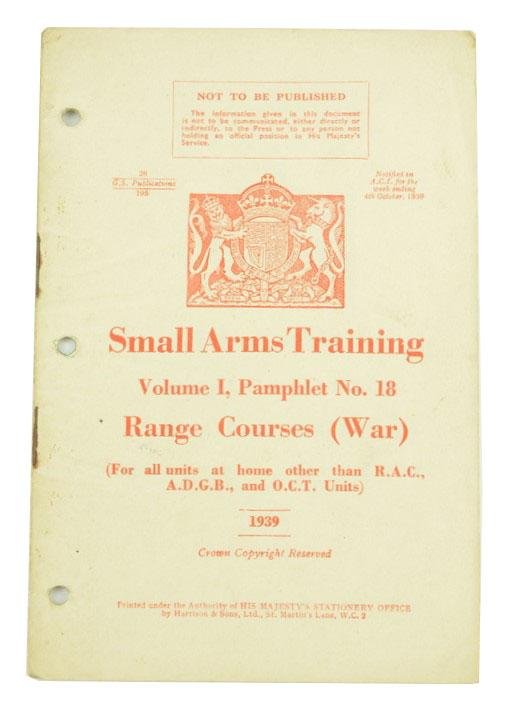 NOT TO BE PUBLISHED
The information given in this document
is not to be communicated, either directly or
indirectly, to the Press or to any person not
holding an official position in His Majesty's
Service.
26
G.S. Publications
198
Notified in
A.C.I. for the
week ending
4th October, 1939
Small Arms Training
Volume I, Pamphlet No. 18
Range Courses (War)
(For all units at home other than R.A.C.,
A.D.G.B., and O.C.T. Units)
1939
Crown Copyright Reserved
Printed under the Authority of HIS MAJESTY'S STATIONERY OFFICE
by Harrison & Sons, Ltd., St. Martin's Lane, W.C. 2